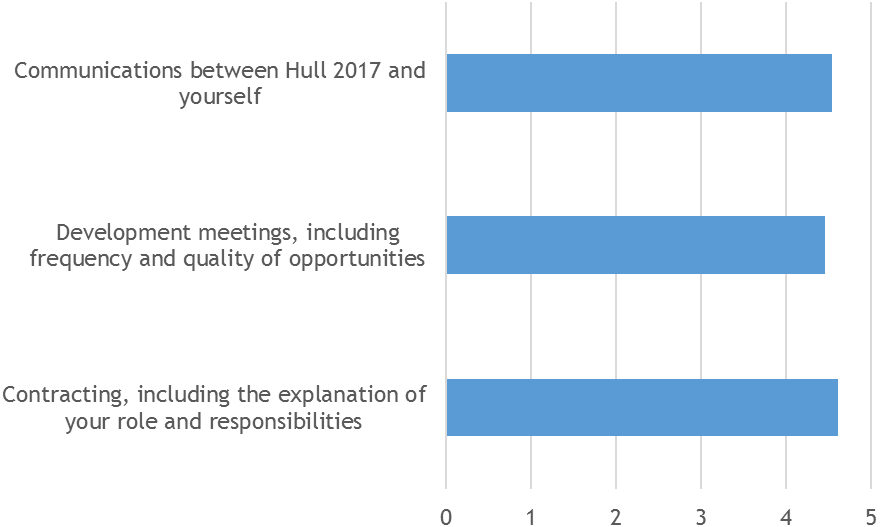 Communications between Hull 2017 and
yourself
Development meetings, including
frequency and quality of opportunities
Contracting, including the explanation of
your role and responsibilities
0 1 2 3 4 5